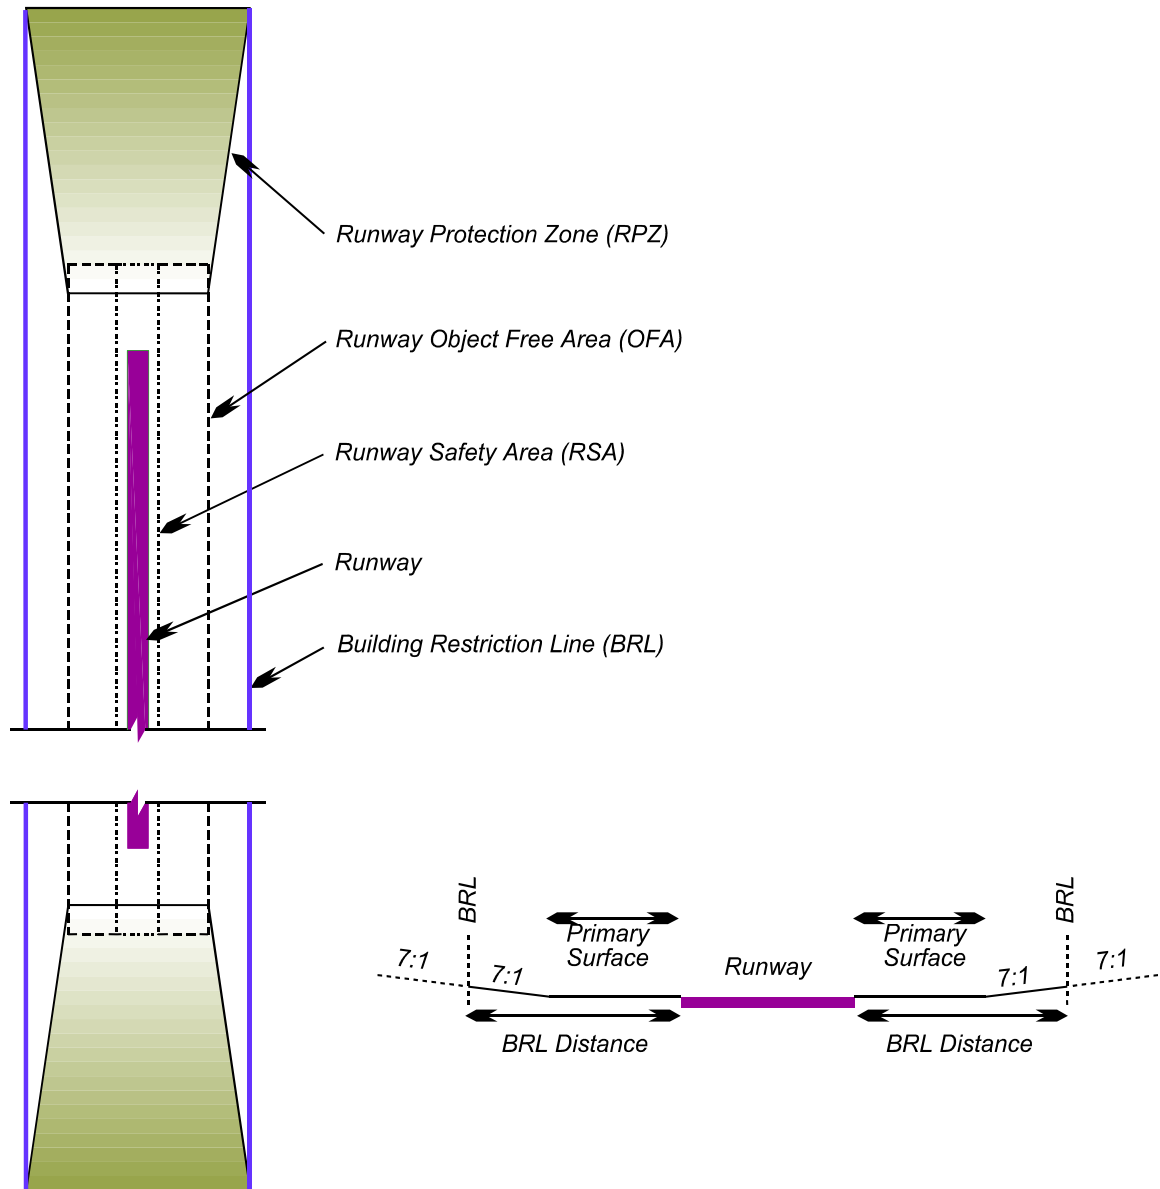 Runway Protection Zone (RPZ)
Runway Object Free Area (OFA)
Runway Safety Area (RSA)
Runway
Building Restriction Line (BRL)
BRL
BRL
Primary
Surface
Primary
Surface
7:1
7:1
Runway
7:1
7:1
BRL Distance
BRL Distance